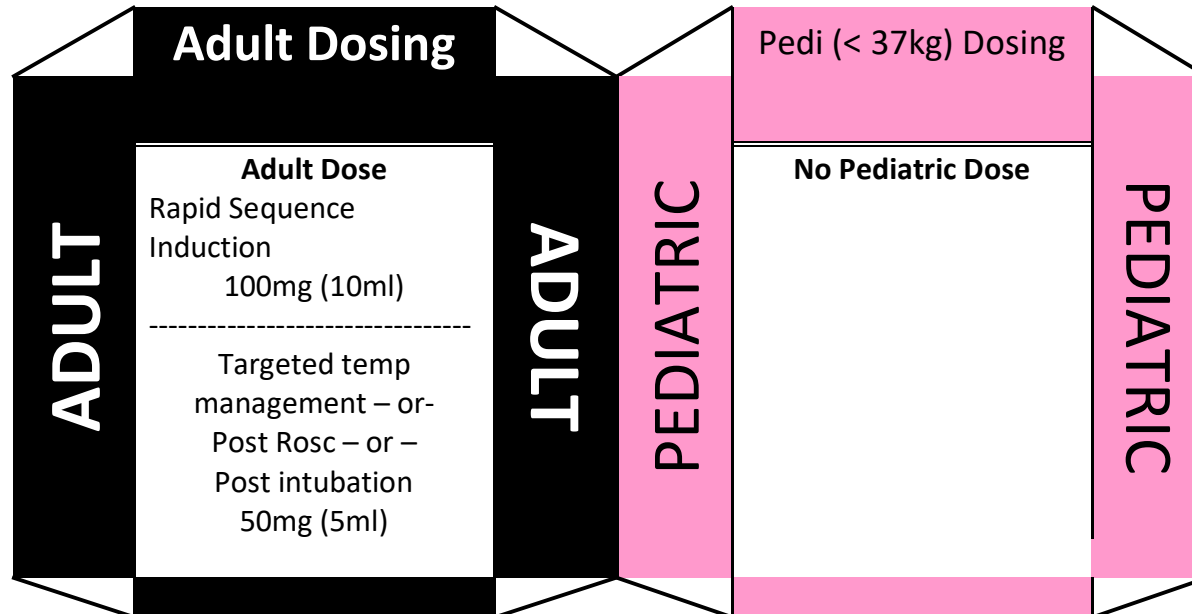 Adult Dosing
ADULT
Adult Dose
Rapid Sequence
Induction
100mg (10ml)
---------------------------------
Targeted temp
management – or-
Post Rosc – or –
Post intubation
50mg (5ml)
ADULT
Pedi (< 37kg) Dosing
PEDIATRIC
No Pediatric Dose
PEDIATRIC